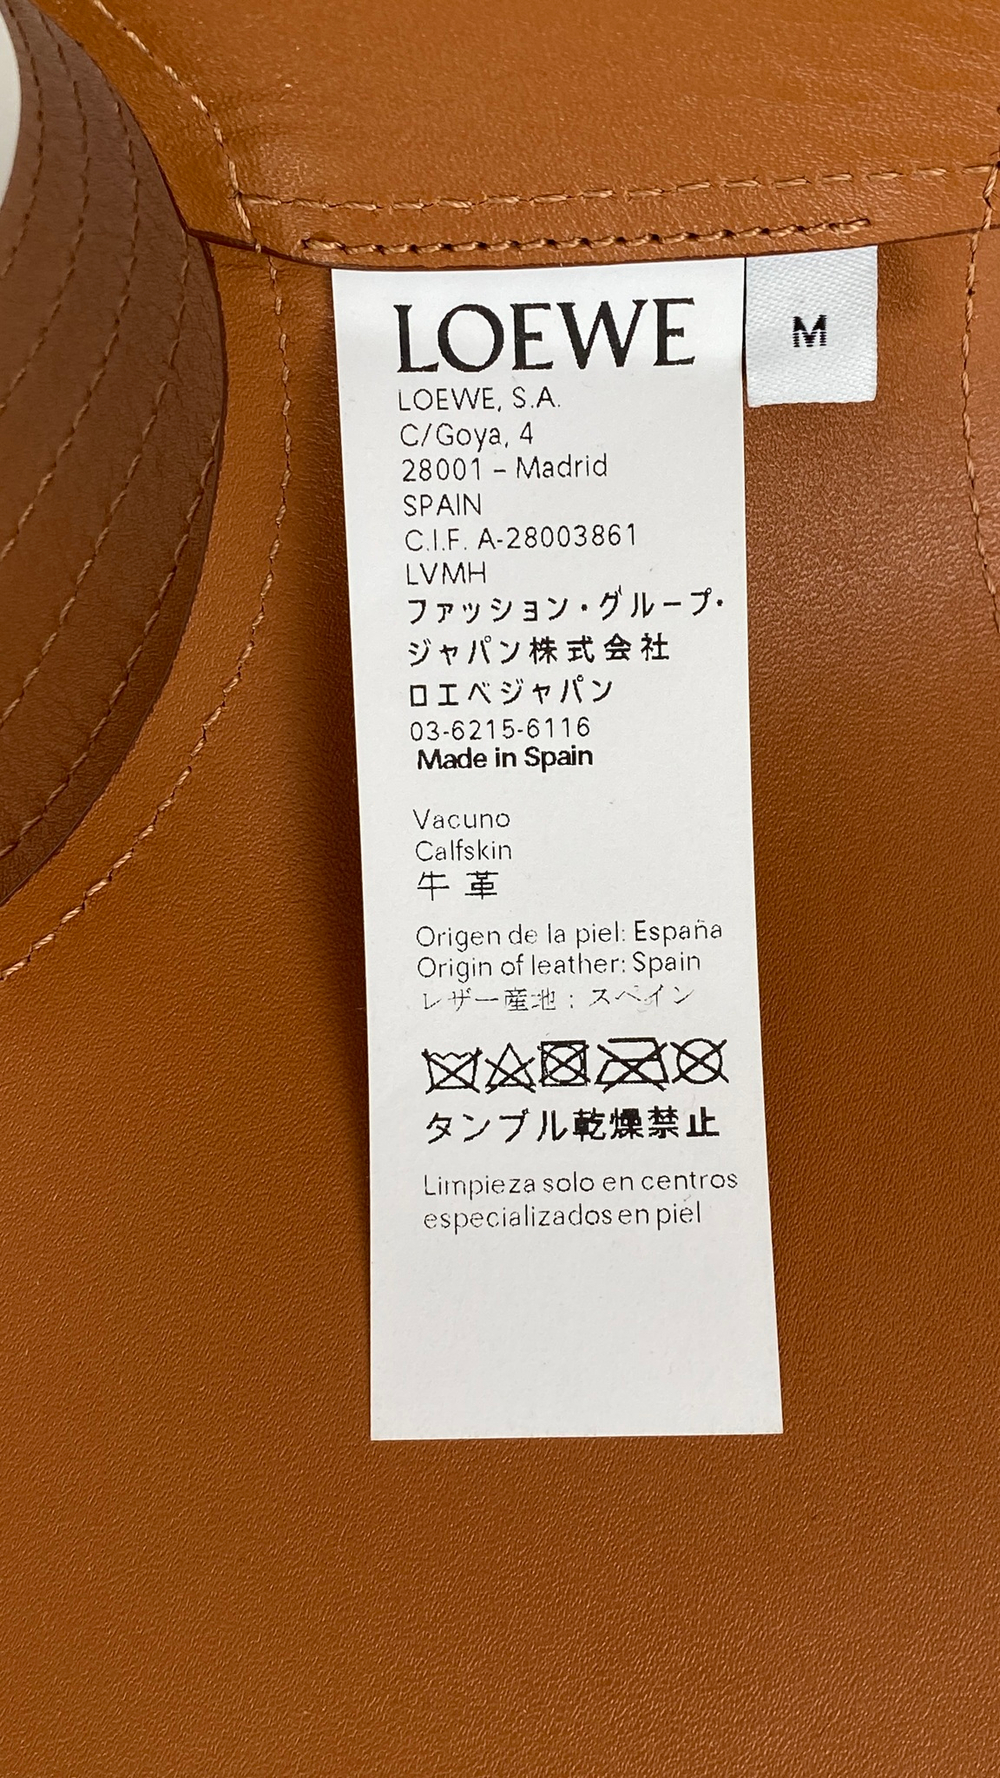 LOEWE
M
LOEWE, S.A.
C/Goya, 4
28001 – Madrid
SPAIN
C.I.F. A-28003861
LVMH
ファッション・グループ・
ジャパン株式会社
ロエベジャパン
03-6215-6116
Made in Spain
Vacuno
Calfskin
牛革
Origen de la piel: España
Origin of leather: Spain
レザー産地：スペイン
タンブル乾燥禁止
Limpieza solo en centros
especializados en piel